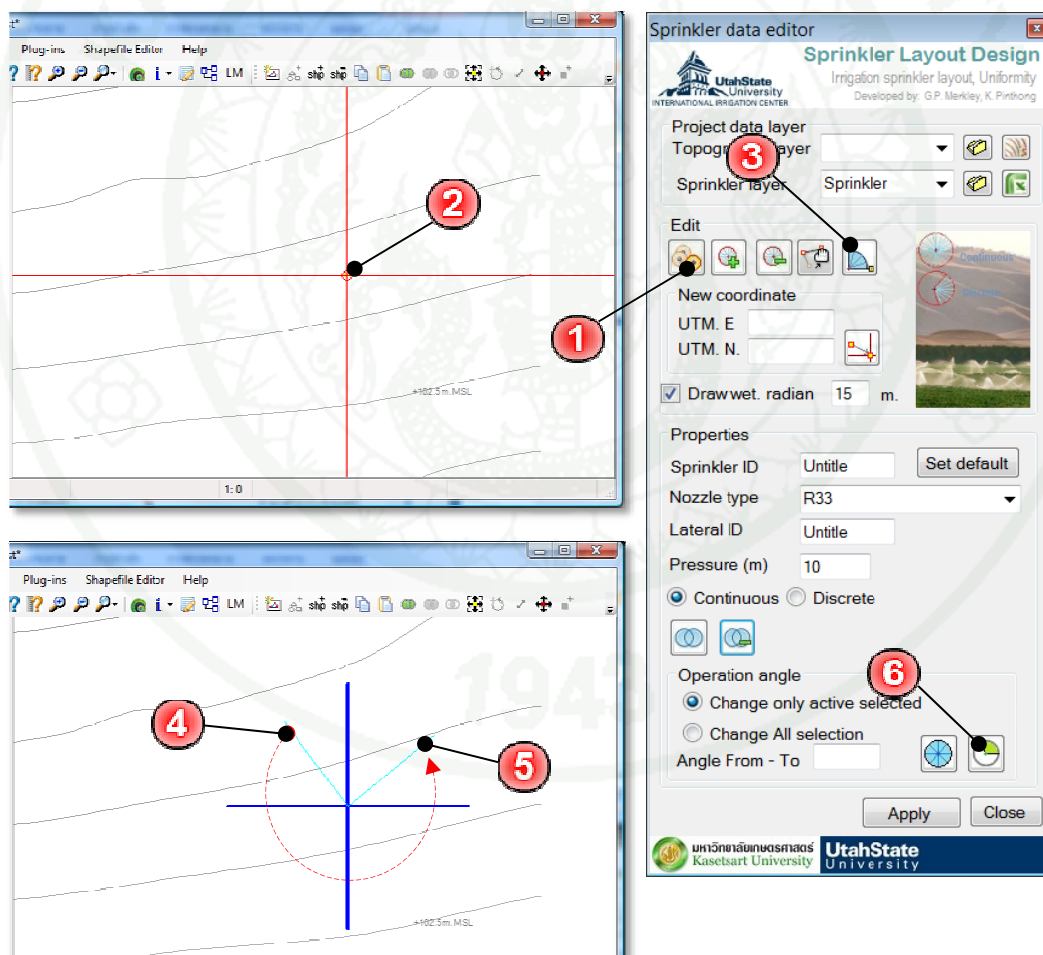 ct*
Plug-ins Shapefile Editor Help
LM shp shp
2
+102.5m.MSL
1: 0
ct*
Plug-ins Shapefile Editor Help
LM shp shp
4
5
+102.5m.MSL
1943
Sprinkler data editor
UtahState
University
INTERNATIONAL IRRIGATION CENTER
Sprinkler Layout Design
Irrigation sprinkler layout, Uniformity
Developed by: G.P. Merkley, K. Pinthong
Project data layer
3
Sprinkler layer Sprinkler
Edit
1
Continuous
New coordinate
UTM. E
UTM. N.
Draw wet. radian 15 m.
Properties
Sprinkler ID Untitle Set default
Nozzle type R33
Lateral ID Untitle
Pressure (m) 10
Continuous Discrete
Operation angle
6
Change only active selected
Change All selection
Angle From - To
Apply Close
มหาวิทยาลัยเกษตรศาสตร์
Kasetsart University
UtahState
University